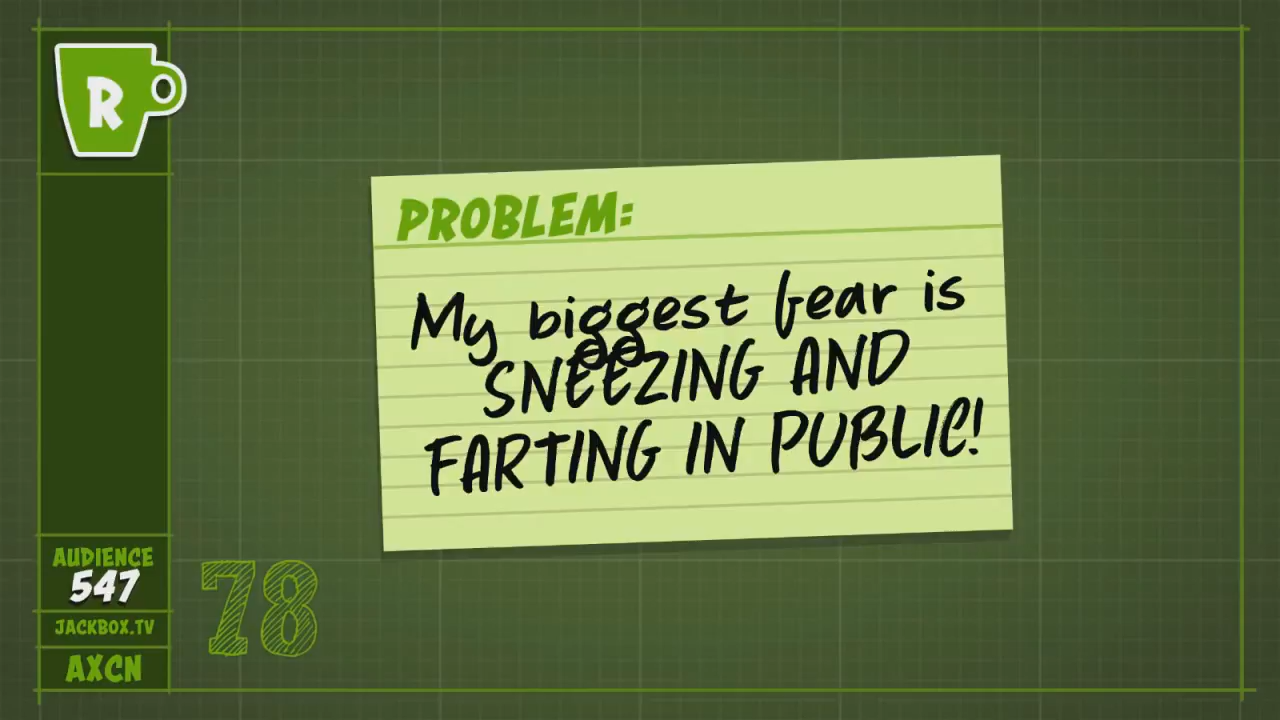 R
PROBLEM:
My biggest fear is
SNEEZING AND
FARTING IN PUBLIC!
AUDIENCE
547
JACKBOX.TV
AXCN
78